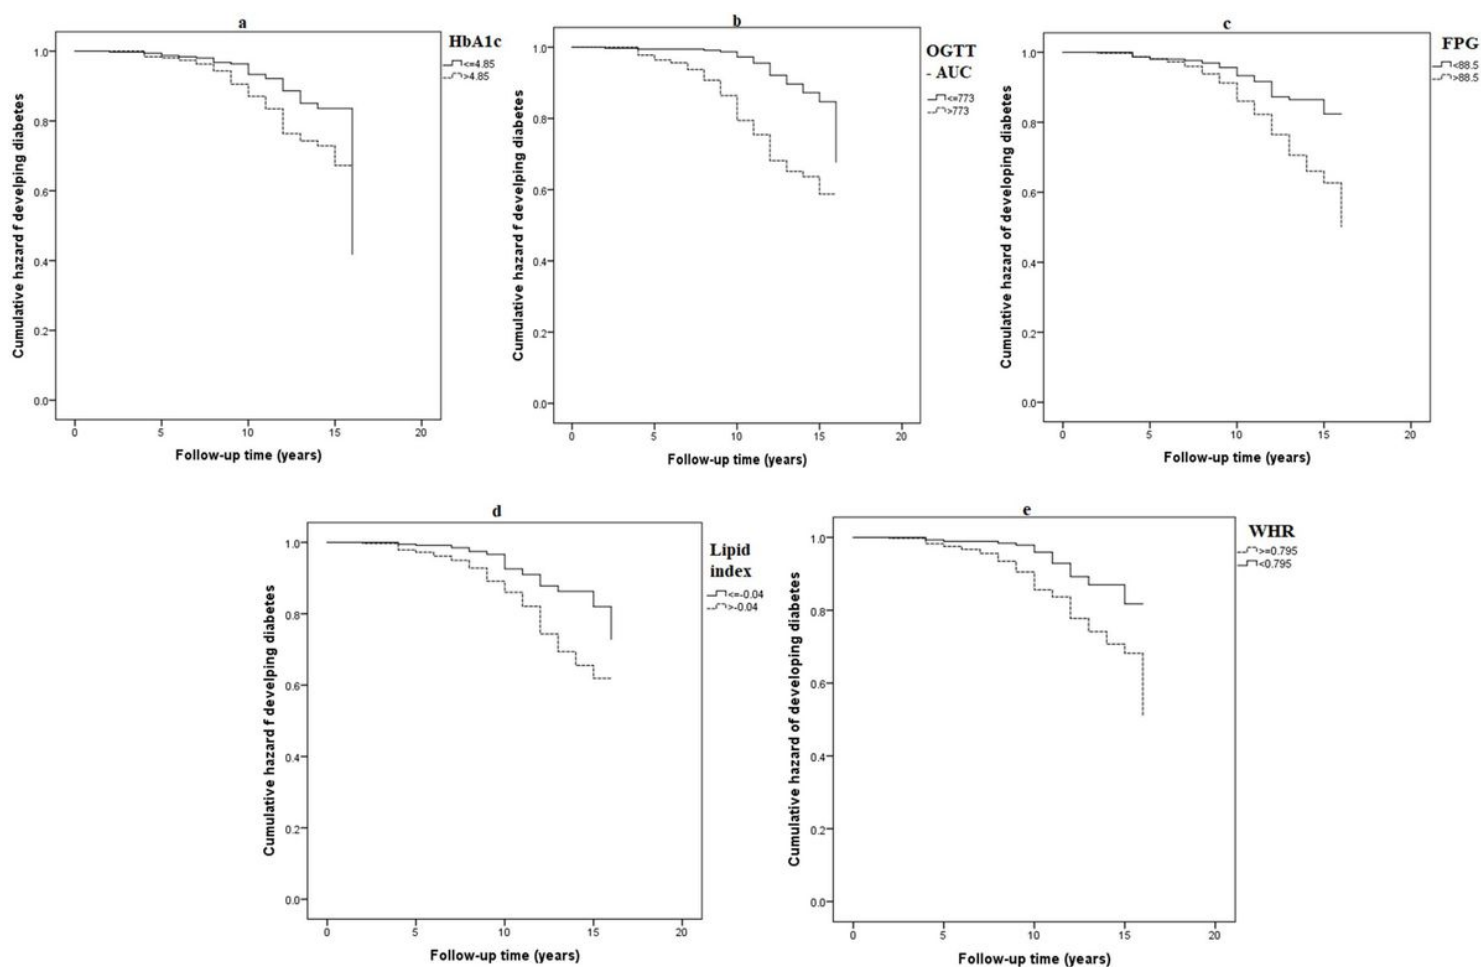 a
HbA1c
<=4.85
>4.85
Cumulative hazard f develping diabetes
1.0
0.8
0.6
0.4
0.2
0.0
0 5 10 15 20
Follow-up time (years)
b
OGTT
- AUC
<=773
>773
Cumulative hazard f develping diabetes
1.0
0.8
0.6
0.4
0.2
0.0
0 5 10 15 20
Follow-up time (years)
c
FPG
<88.5
>88.5
Cumulative hazard of developing diabetes
1.0
0.8
0.6
0.4
0.2
0.0
0 5 10 15 20
Follow-up time (years)
d
Lipid
index
<=-0.04
>-0.04
Cumulative hazard f develping diabetes
1.0
0.8
0.6
0.4
0.2
0.0
0 5 10 15 20
Follow-up time (years)
e
WHR
>=0.795
<0.795
Cumulative hazard of developing diabetes
1.0
0.8
0.6
0.4
0.2
0.0
0 5 10 15 20
Follow-up time (years)